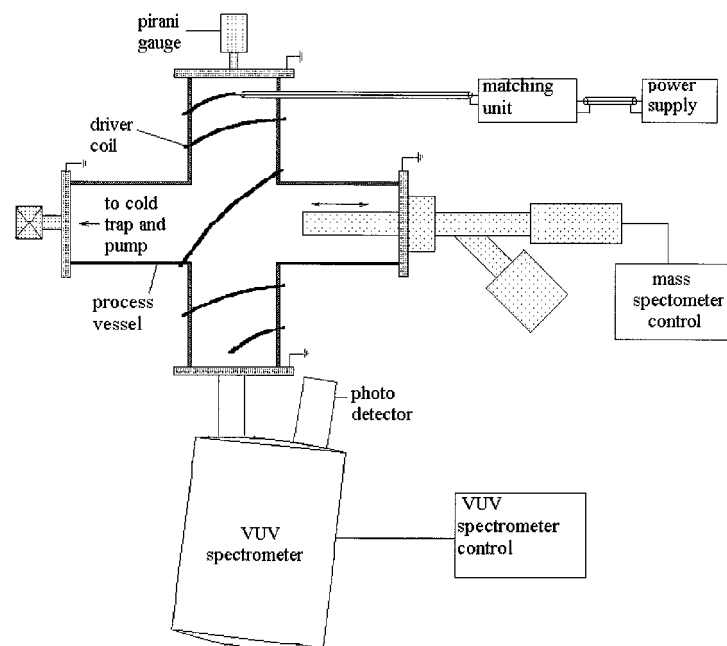 pirani
gauge
matching
unit
power
supply
driver
coil
to cold
trap and
pump
process
vessel
mass
spectometer
control
photo
detector
VUV
spectrometer
VUV
spectrometer
control